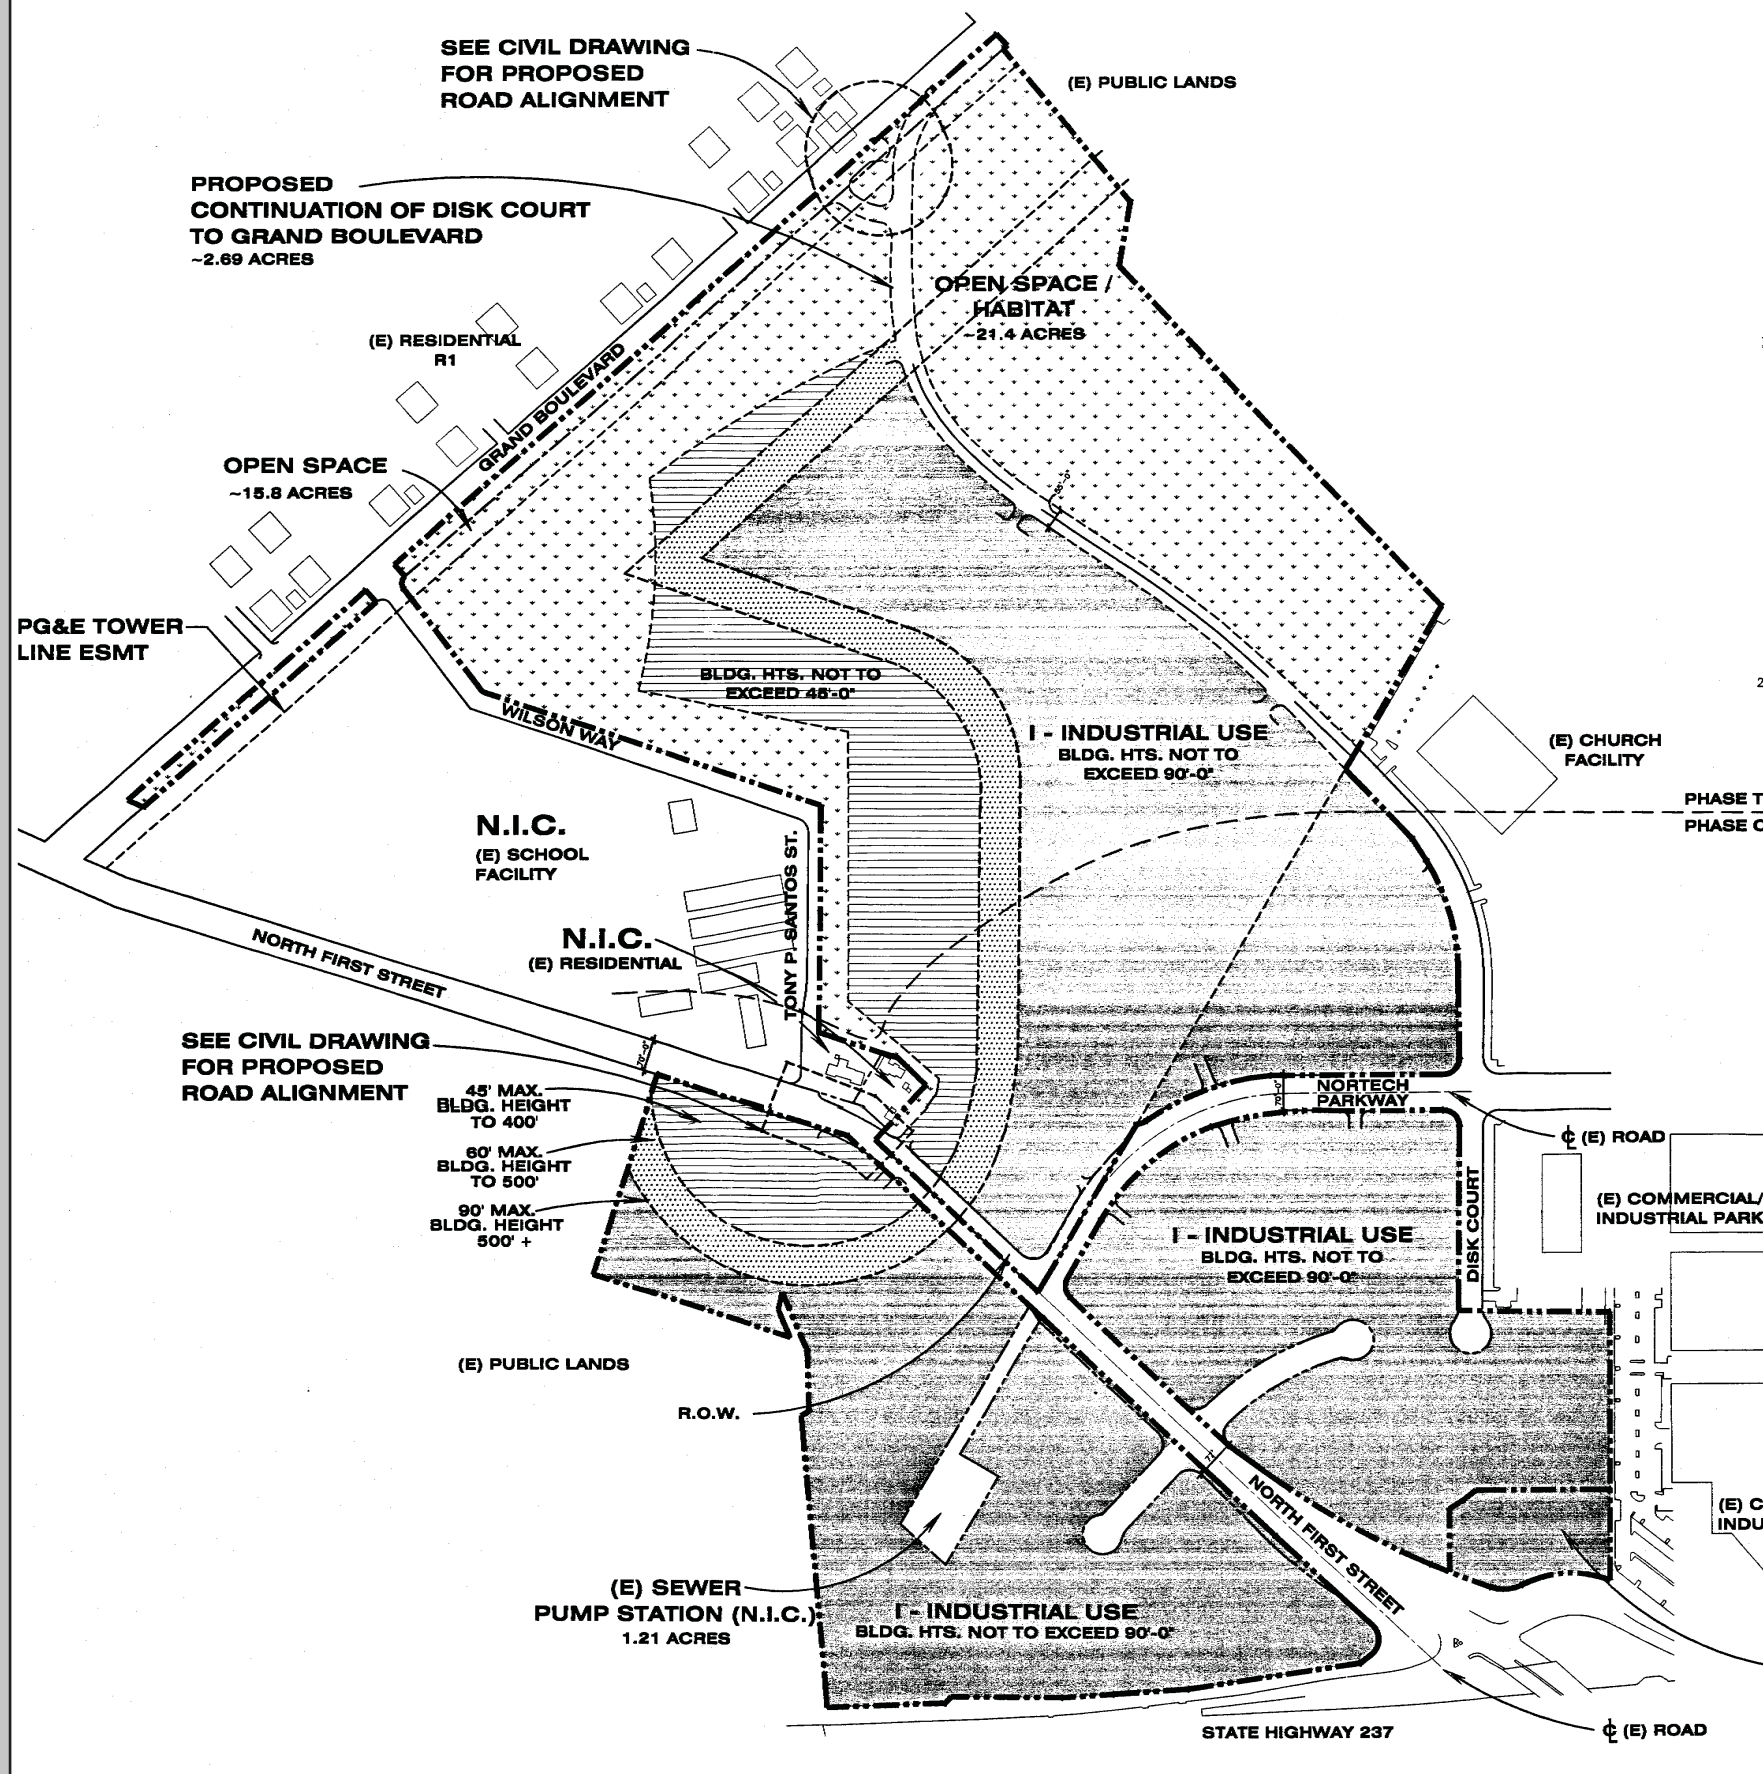 SEE CIVIL DRAWING
FOR PROPOSED
ROAD ALIGNMENT
(E) PUBLIC LANDS
PROPOSED
CONTINUATION OF DISK COURT
TO GRAND BOULEVARD
~2.69 ACRES
OPEN SPACE /
HABITAT
~21.4 ACRES
(E) RESIDENTIAL
R1
GRAND BOULEVARD
OPEN SPACE
~15.8 ACRES
PG&E TOWER
LINE ESMT
BLDG. HTS. NOT TO
EXCEED 45'-0"
WILSON WAY
I - INDUSTRIAL USE
BLDG. HTS. NOT TO
EXCEED 90'-0"
(E) CHURCH
FACILITY
PHASE T
PHASE O
N.I.C.
(E) SCHOOL
FACILITY
TONY P. SANTOS ST.
N.I.C.
(E) RESIDENTIAL
NORTH FIRST STREET
SEE CIVIL DRAWING
FOR PROPOSED
ROAD ALIGNMENT
45' MAX.
BLDG. HEIGHT
TO 400'
60' MAX.
BLDG. HEIGHT
TO 500'
90' MAX.
BLDG. HEIGHT
500' +
NORTECH
PARKWAY
℄ (E) ROAD
DISK COURT
(E) COMMERCIAL/
INDUSTRIAL PARK
I - INDUSTRIAL USE
BLDG. HTS. NOT TO
EXCEED 90'-0"
(E) PUBLIC LANDS
R.O.W.
NORTH FIRST STREET
(E) C
INDU
(E) SEWER
PUMP STATION (N.I.C.)
1.21 ACRES
I - INDUSTRIAL USE
BLDG. HTS. NOT TO EXCEED 90'-0"
STATE HIGHWAY 237
℄ (E) ROAD